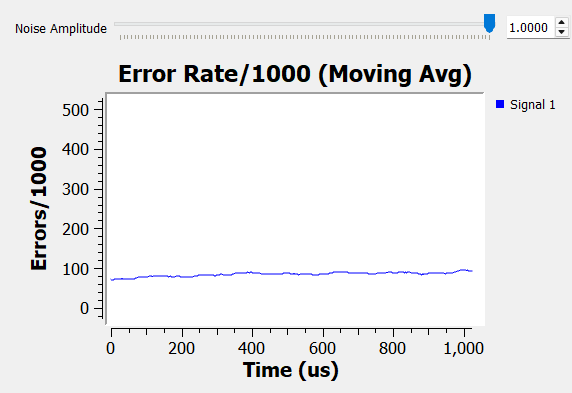 Noise Amplitude
1.0000
Error Rate/1000 (Moving Avg)
Signal 1
Errors/1000
500
400
300
200
100
0
0 200 400 600 800 1,000
Time (us)